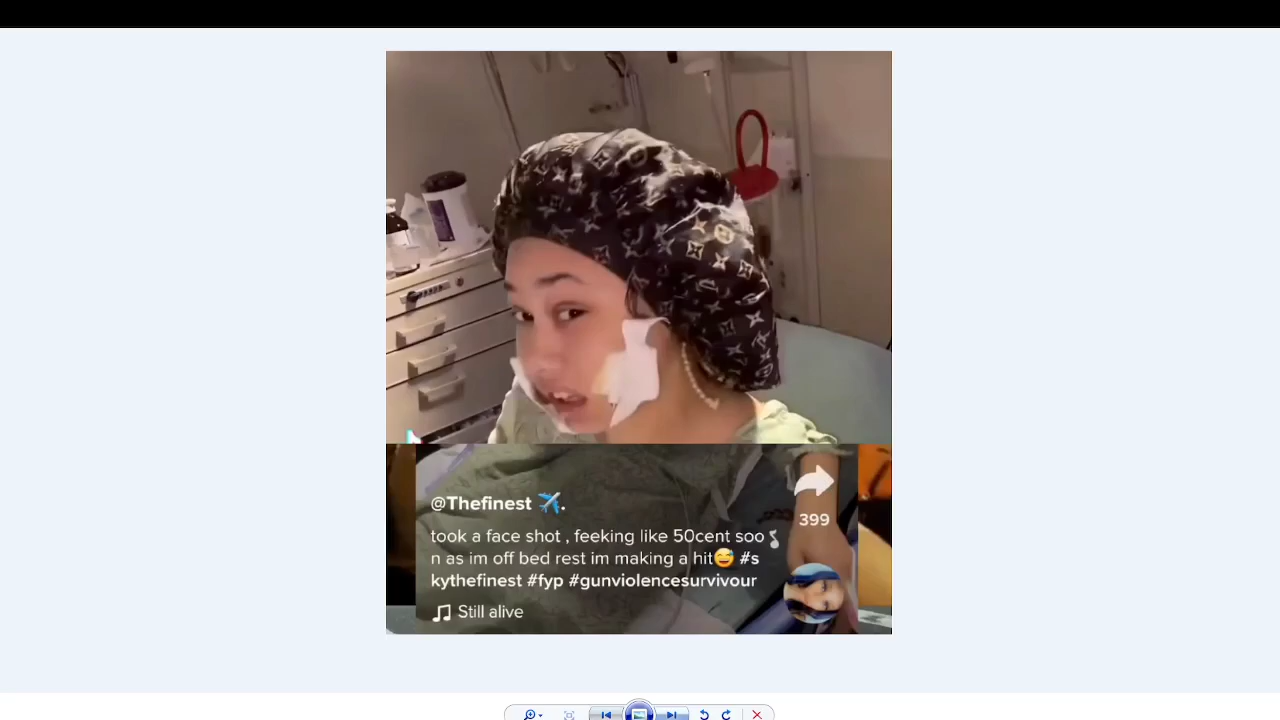 @Thefinest ✈️.
took a face shot , feeking like 50cent soo
n as im off bed rest im making a hit😅 #s
kythefinest #fyp #gunviolencesurvivour
Still alive
399